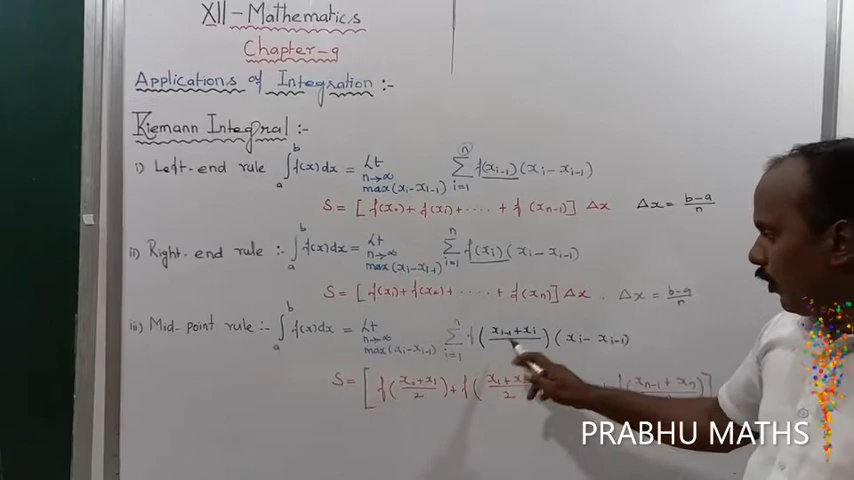 XII - Mathematics
Chapter - 9
Applications of Integration :-
Riemann Integral :-
i) Left-end rule ∫ₐᵇ f(x)dx = Lt n→∞ max(xᵢ-xᵢ₋₁) Σᵢ₌₁ⁿ f(xᵢ₋₁)(xᵢ-xᵢ₋₁)
S = [f(x₀)+f(x₁)+....+f(xₙ₋₁)] Δx Δx = b-a/n
ii) Right-end rule :- ∫ₐᵇ f(x)dx = Lt n→∞ max(xᵢ-xᵢ₋₁) Σᵢ₌₁ⁿ f(xᵢ)(xᵢ-xᵢ₋₁)
S = [f(x₁)+f(x₂)+....+f(xₙ)] Δx . Δx = b-a/n
iii) Mid-point rule :- ∫ₐᵇ f(x)dx = Lt n→∞ max(xᵢ-xᵢ₋₁) Σᵢ₌₁ⁿ f(xᵢ₋₁+xᵢ/2)(xᵢ-xᵢ₋₁)
S = [f(x₀+x₁/2)+f(x₁+x₂/2) + f(xₙ₋₁+xₙ/2)]
PRABHU MATHS